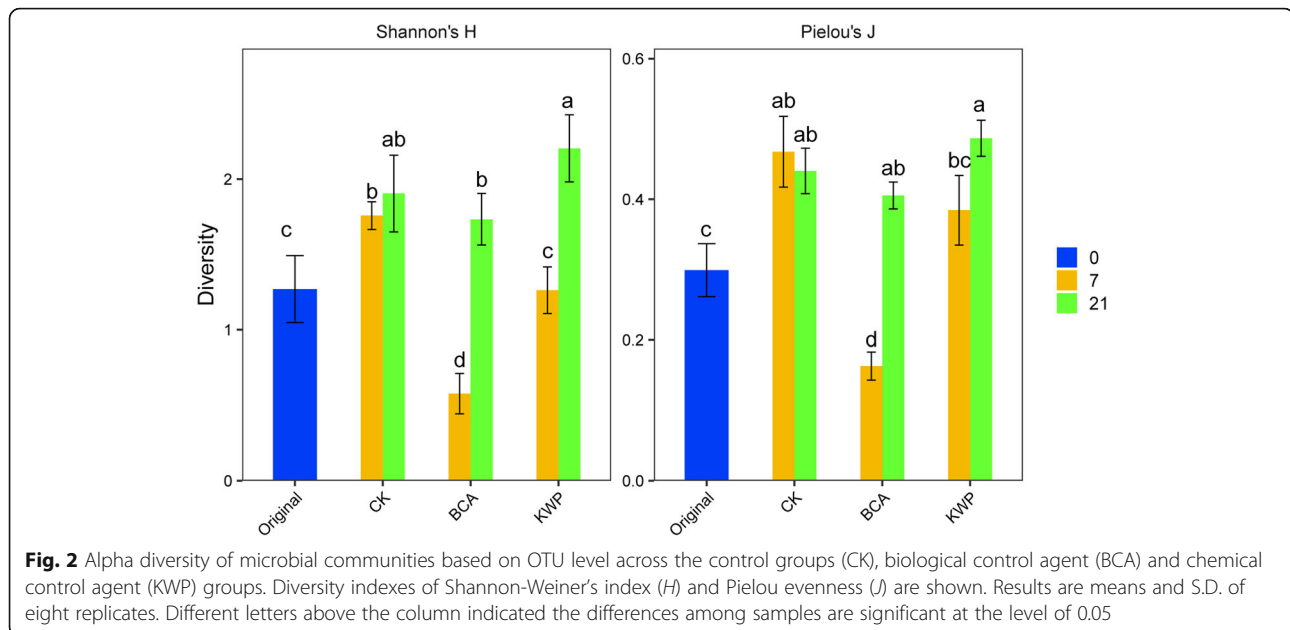 Shannon's H
Pielou's J
Diversity
2
1
0
c
b
ab
d
b
c
a
Original
CK
BCA
KWP
0.6
0.4
0.2
0.0
c
ab
ab
d
ab
bc
a
Original
CK
BCA
KWP
0
7
21
Fig. 2 Alpha diversity of microbial communities based on OTU level across the control groups (CK), biological control agent (BCA) and chemical
control agent (KWP) groups. Diversity indexes of Shannon-Weiner's index (H) and Pielou evenness (J) are shown. Results are means and S.D. of
eight replicates. Different letters above the column indicated the differences among samples are significant at the level of 0.05